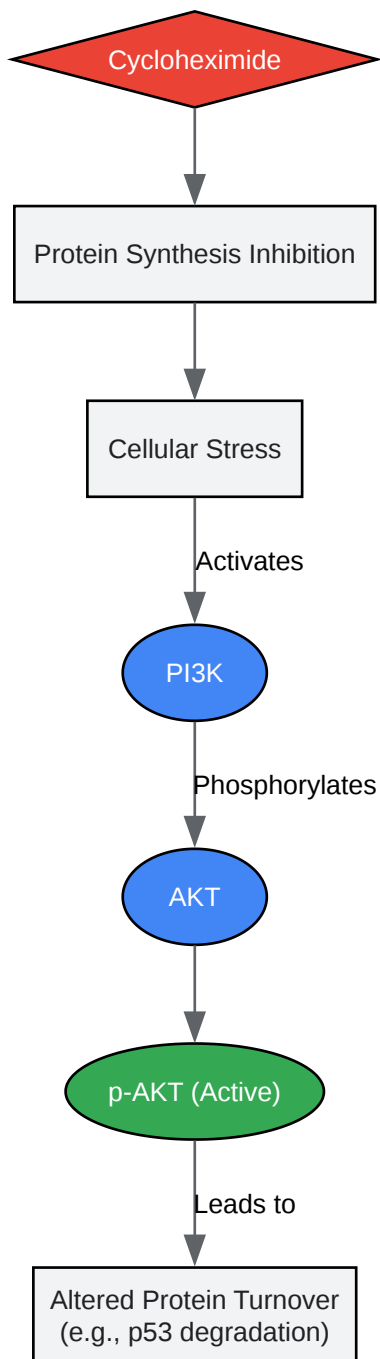 Cycloheximide
Protein Synthesis Inhibition
Cellular Stress
Activates
PI3K
Phosphorylates
AKT
p-AKT (Active)
Leads to
Altered Protein Turnover
(e.g., p53 degradation)